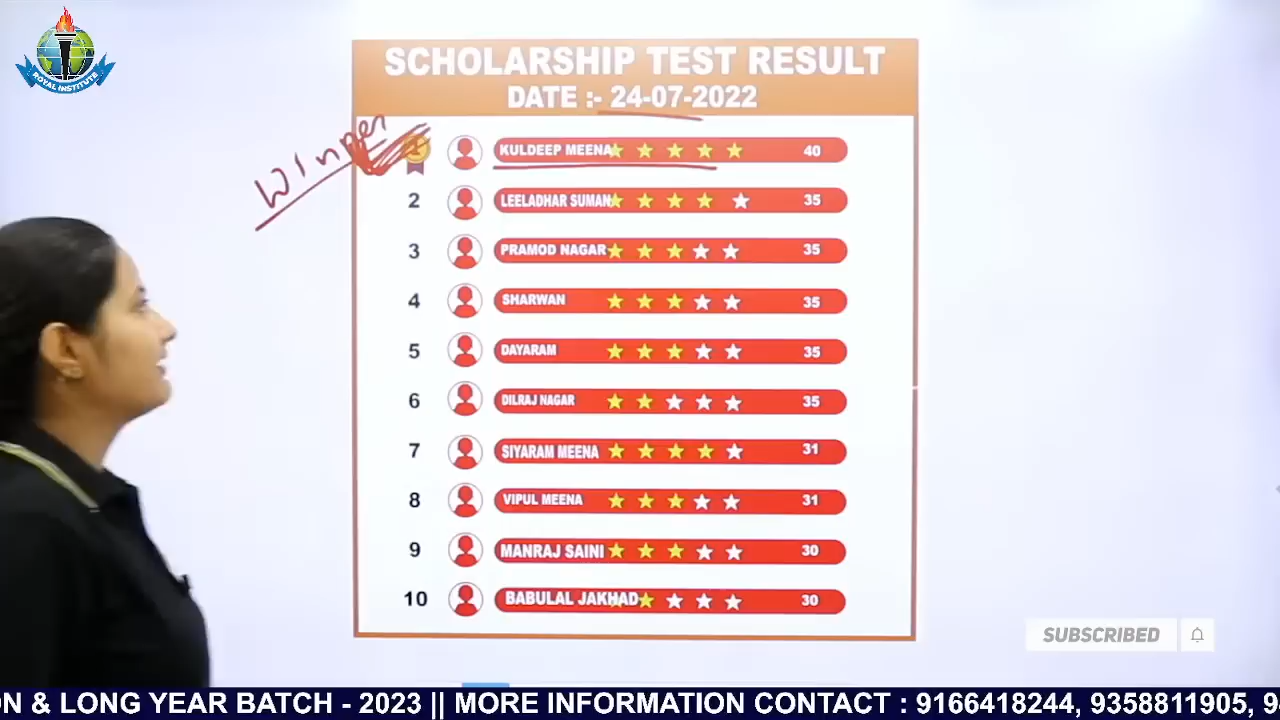 ROYAL INSTITUTE
SCHOLARSHIP TEST RESULT
DATE :- 24-07-2022
Winner
1 KULDEEP MEENA 40
2 LEELADHAR SUMAN 35
3 PRAMOD NAGAR 35
4 SHARWAN 35
5 DAYARAM 35
6 DILRAJ NAGAR 35
7 SIYARAM MEENA 31
8 VIPUL MEENA 31
9 MANRAJ SAINI 30
10 BABULAL JAKHAD 30
SUBSCRIBED
ON & LONG YEAR BATCH - 2023 || MORE INFORMATION CONTACT : 9166418244, 9358811905, 9